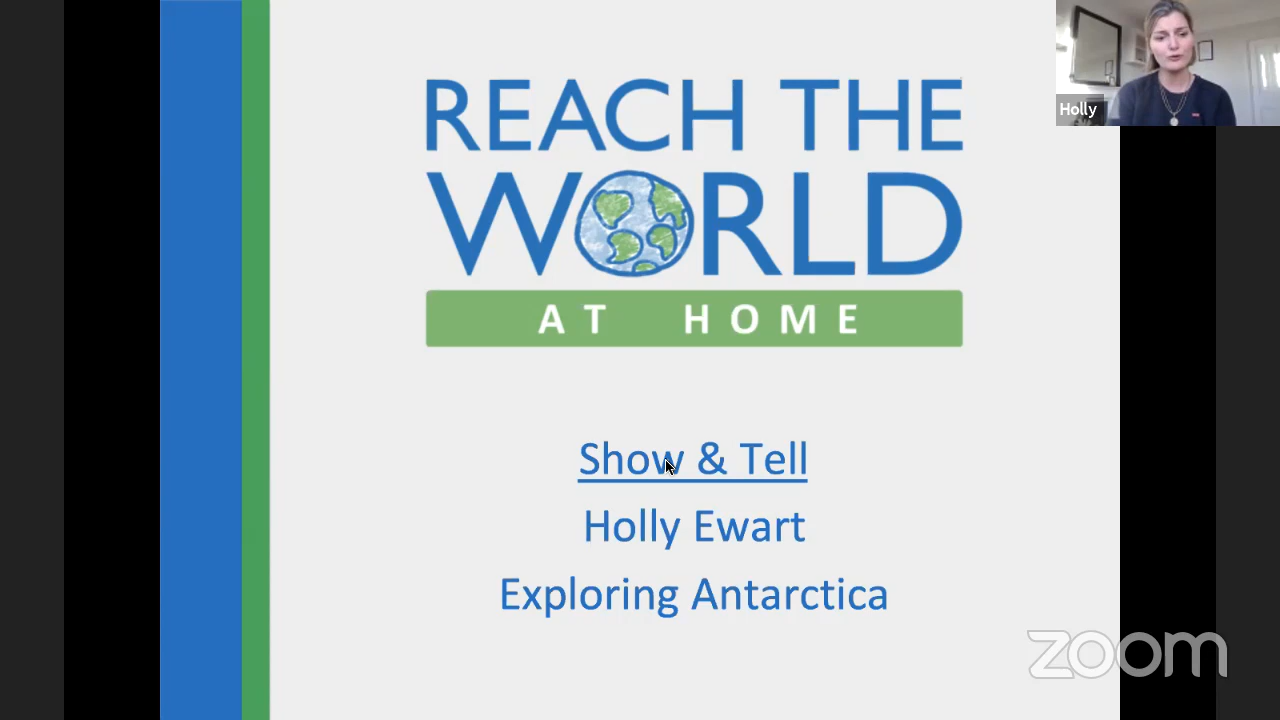 REACH THE
WORLD
AT HOME
Show & Tell
Holly Ewart
Exploring Antarctica
Holly
zoom